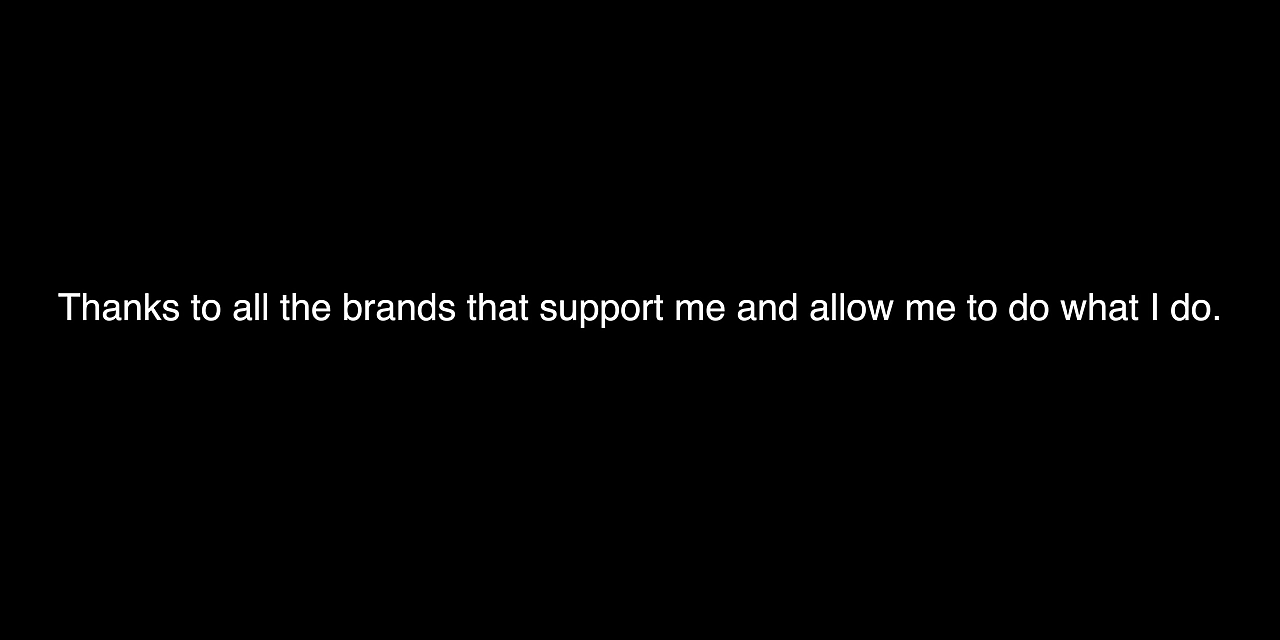 Thanks to all the brands that support me and allow me to do what I do.